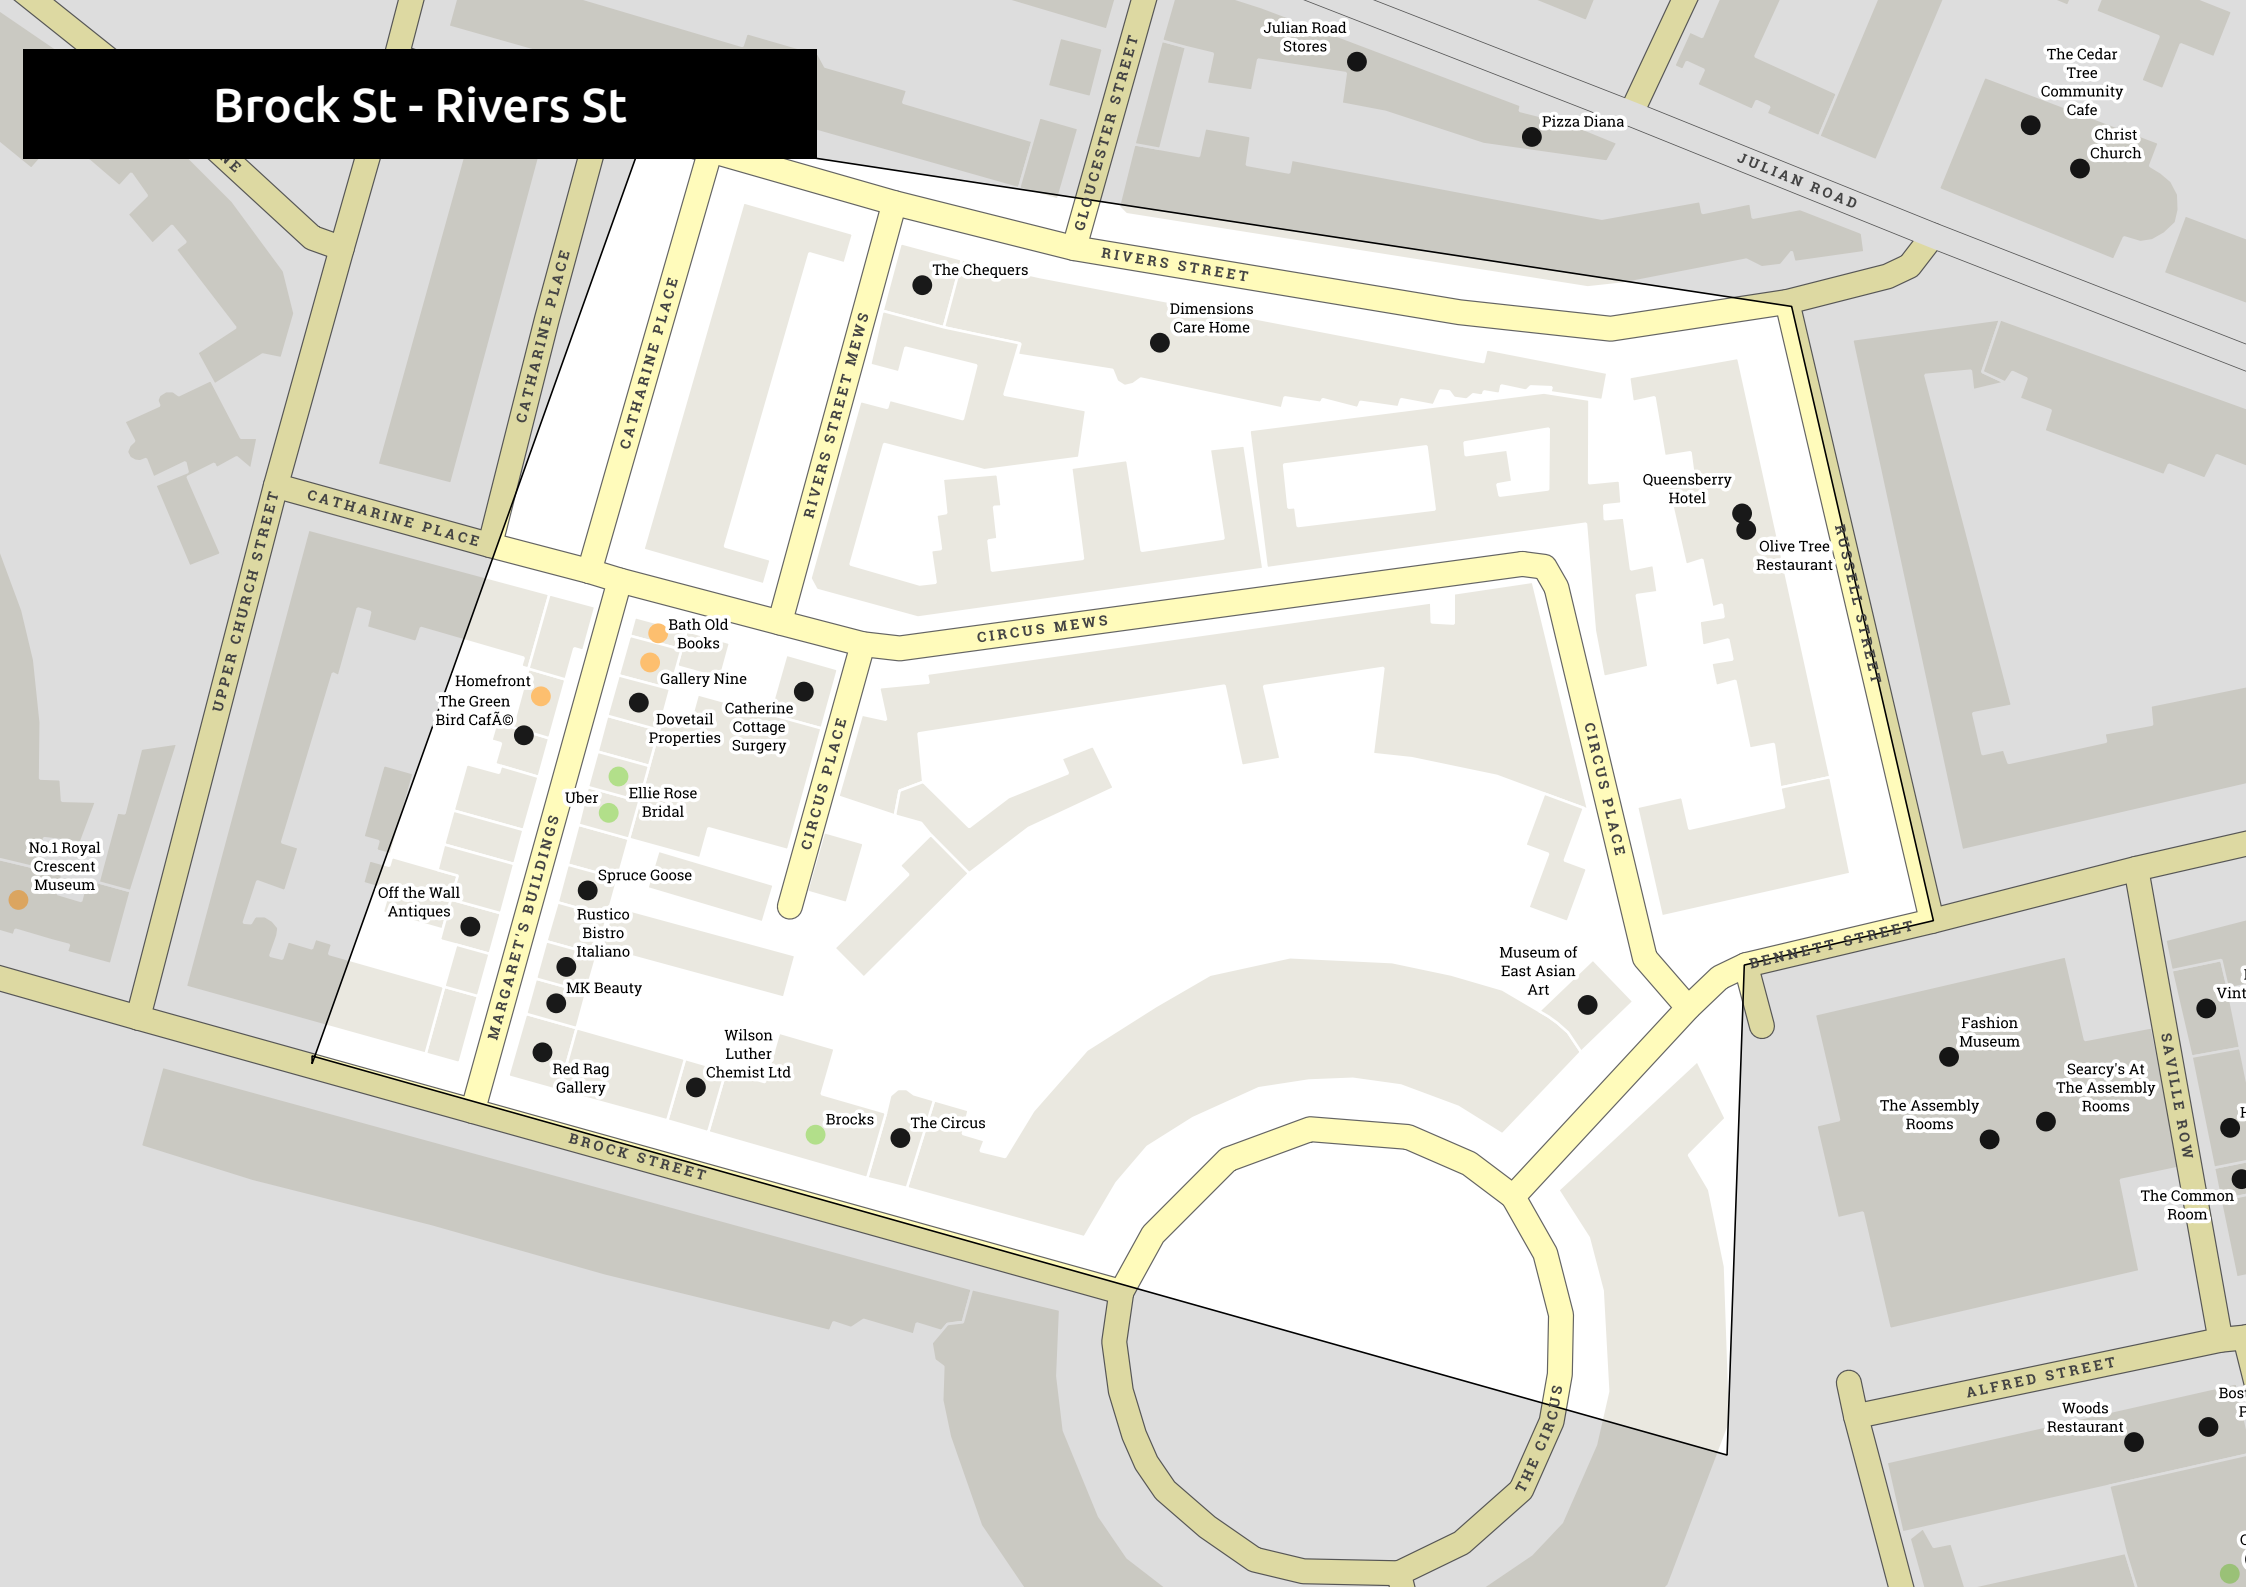 Brock St - Rivers St
Julian Road
Stores
Pizza Diana
The Cedar
Tree
Community
Cafe
Christ
Church
JULIAN ROAD
GLOUCESTER STREET
RIVERS STREET
The Chequers
Dimensions
Care Home
CATHARINE PLACE
CATHARINE PLACE
RIVERS STREET MEWS
CATHARINE PLACE
UPPER CHURCH STREET
Queensberry
Hotel
Olive Tree
Restaurant
RUSSELL STREET
CIRCUS MEWS
Bath Old
Books
Gallery Nine
Homefront
The Green
Bird CafÃ©
Dovetail
Properties
Catherine
Cottage
Surgery
CIRCUS PLACE
CIRCUS PLACE
Uber
Ellie Rose
Bridal
MARGARET'S BUILDINGS
No.1 Royal
Crescent
Museum
Off the Wall
Antiques
Spruce Goose
Rustico
Bistro
Italiano
MK Beauty
Red Rag
Gallery
Wilson
Luther
Chemist Ltd
Brocks
The Circus
BROCK STREET
Museum of
East Asian
Art
BENNETT STREET
Fashion
Museum
Searcy's At
The Assembly
Rooms
The Assembly
Rooms
SAVILLE ROW
The Common
Room
THE CIRCUS
ALFRED STREET
Woods
Restaurant